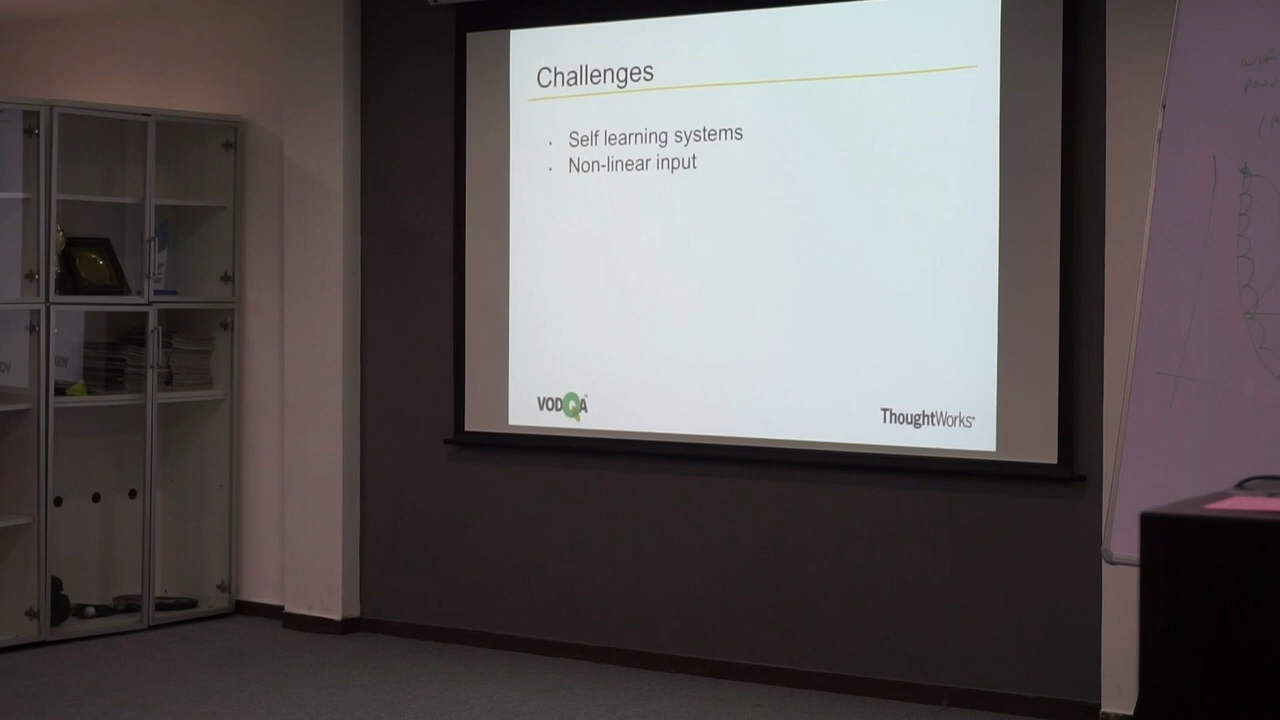 Challenges
· Self learning systems
· Non-linear input
VODQA
ThoughtWorks